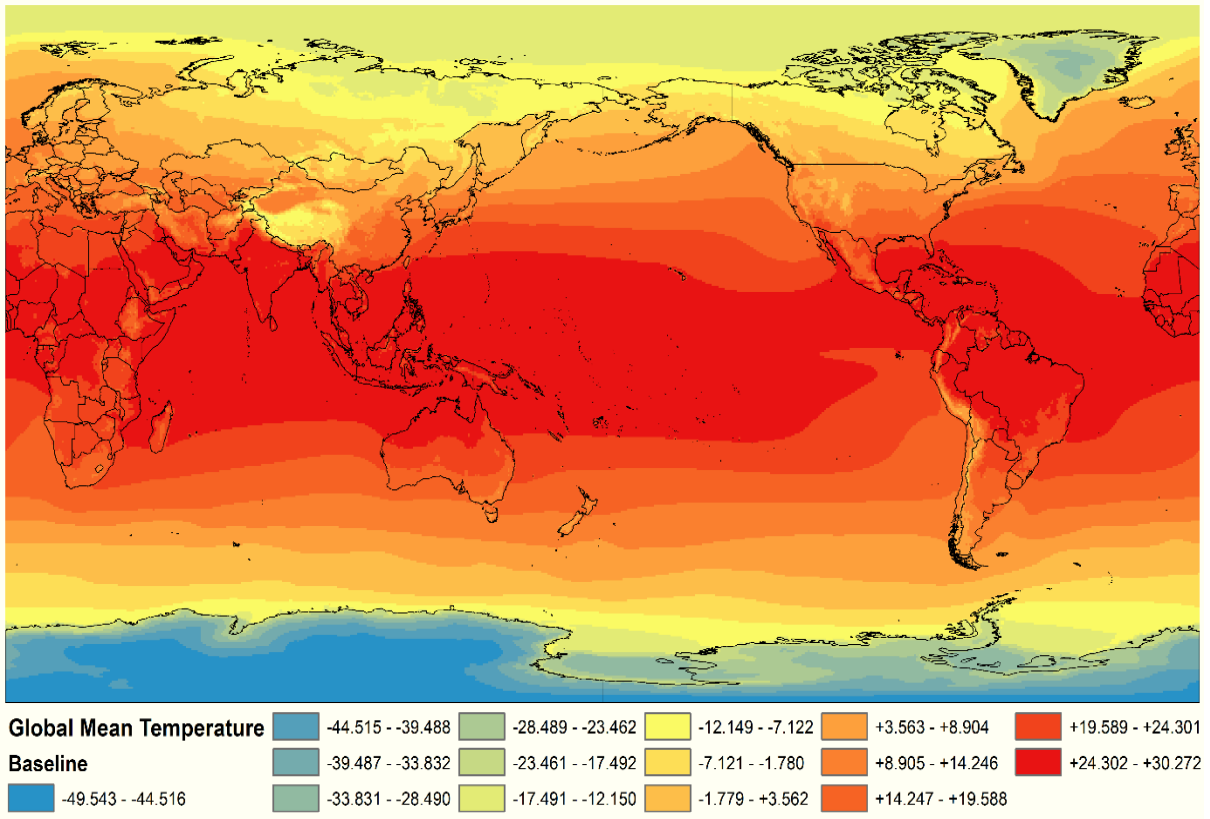 Global Mean Temperature
Baseline
-49.543 - -44.516
-44.515 - -39.488
-39.487 - -33.832
-33.831 - -28.490
-28.489 - -23.462
-23.461 - -17.492
-17.491 - -12.150
-12.149 - -7.122
-7.121 - -1.780
-1.779 - +3.562
+3.563 - +8.904
+8.905 - +14.246
+14.247 - +19.588
+19.589 - +24.301
+24.302 - +30.272